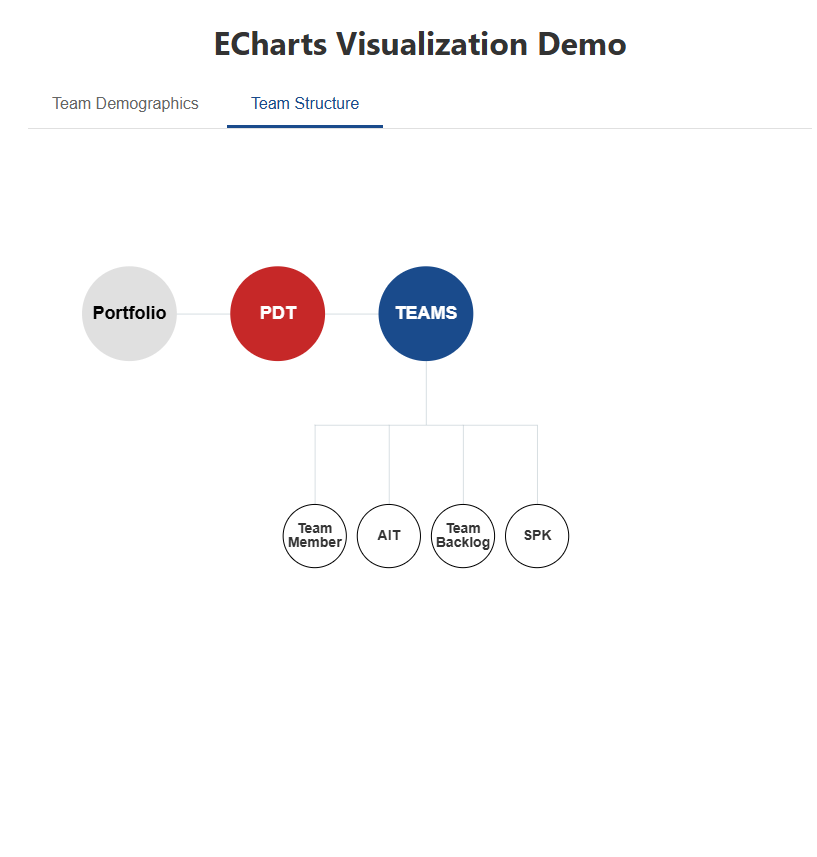 ECharts Visualization Demo
Team Demographics
Team Structure
Portfolio
PDT
TEAMS
Team
Member
AIT
Team
Backlog
SPK